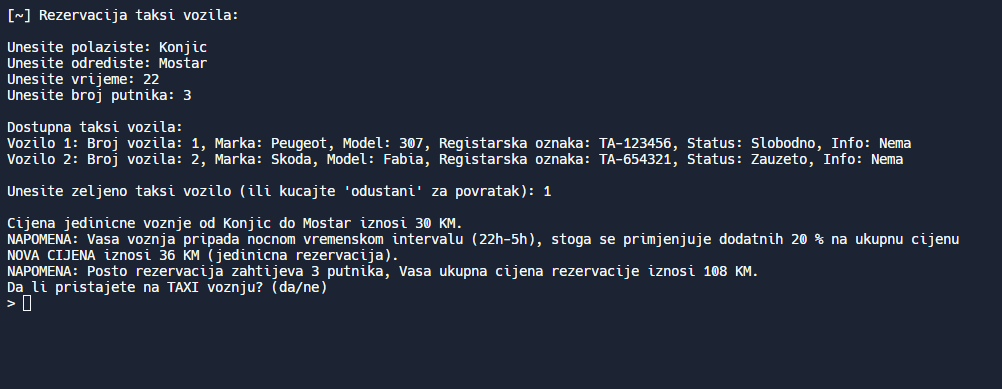 [~] Rezervacija taksi vozila:
Unesite polaziste: Konjic
Unesite odrediste: Mostar
Unesite vrijeme: 22
Unesite broj putnika: 3
Dostupna taksi vozila:
Vozilo 1: Broj vozila: 1, Marka: Peugeot, Model: 307, Registarska oznaka: TA-123456, Status: Slobodno, Info: Nema
Vozilo 2: Broj vozila: 2, Marka: Skoda, Model: Fabia, Registarska oznaka: TA-654321, Status: Zauzeto, Info: Nema
Unesite zeljeno taksi vozilo (ili kucajte 'odustani' za povratak): 1
Cijena jedinicne voznje od Konjic do Mostar iznosi 30 KM.
NAPOMENA: Vasa voznja pripada nocnom vremenskom intervalu (22h-5h), stoga se primjenjuje dodatnih 20 % na ukupnu cijenu
NOVA CIJENA iznosi 36 KM (jedinicna rezervacija).
NAPOMENA: Posto rezervacija zahtijeva 3 putnika, Vasa ukupna cijena rezervacije iznosi 108 KM.
Da li pristajete na TAXI voznju? (da/ne)
>